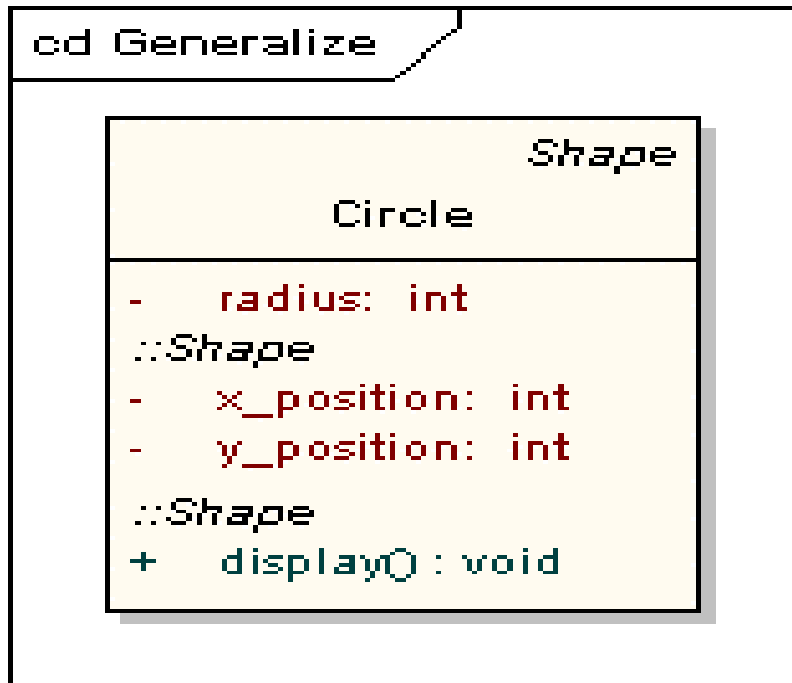 cd Generalize
Shape
Circle
- radius: int
::Shape
- x_position: int
- y_position: int
::Shape
+ display() : void